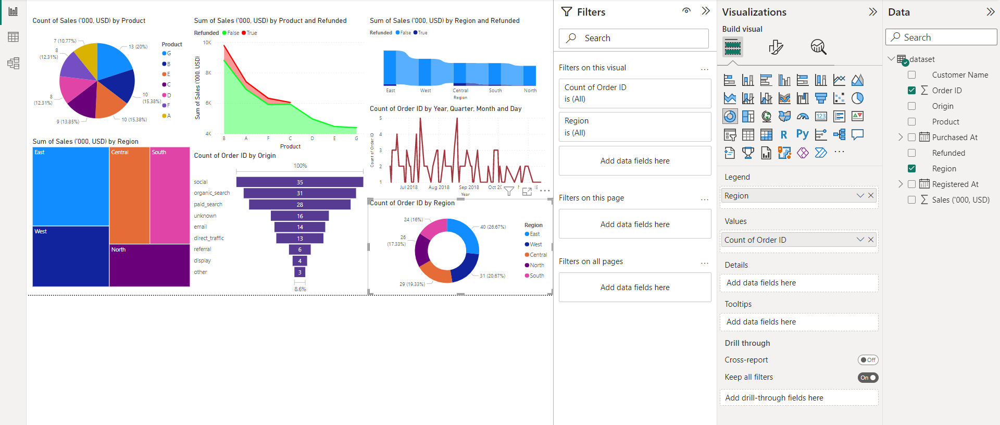 Count of Sales ('000, USD) by Product
7 (10.77%)
13 (20%)
8
(12.31%)
8
(12.31%)
10
(15.38%)
9 (13.85%)
10 (15.38%)
Product
G
B
E
C
D
F
A
Sum of Sales ('000, USD) by Product and Refunded
Refunded False True
Sum of Sales ('000, USD)
10K
8K
6K
4K
B A F C D E G
Product
Sum of Sales ('000, USD) by Region and Refunded
Refunded False True
East West Central South North
Region
Count of Order ID by Year, Quarter, Month and Day
Count of Order ID
5
4
3
2
1
Jul 2018 Aug 2018 Sep 2018 Oct 20
Year
Sum of Sales ('000, USD) by Region
East
Central
South
West
North
Count of Order ID by Origin
100%
social 35
organic_search 31
paid_search 28
unknown 16
email 14
direct_traffic 13
referral 6
display 4
other 3
8.6%
Count of Order ID by Region
24 (16%)
40 (26.67%)
26
(17.33%)
29 (19.33%)
31 (20.67%)
Region
East
West
Central
North
South
Filters
Search
Filters on this visual
...
Count of Order ID
is (All)
Region
is (All)
Add data fields here
Filters on this page
...
Add data fields here
Filters on all pages
...
Add data fields here
Visualizations
Build visual
123
R
Py
...
Legend
Region
Values
Count of Order ID
Details
Add data fields here
Tooltips
Add data fields here
Drill through
Cross-report
Off
Keep all filters
On
Add drill-through fields here
Data
Search
dataset
Customer Name
∑ Order ID
Origin
Product
Purchased At
Refunded
Region
Registered At
∑ Sales ('000, USD)